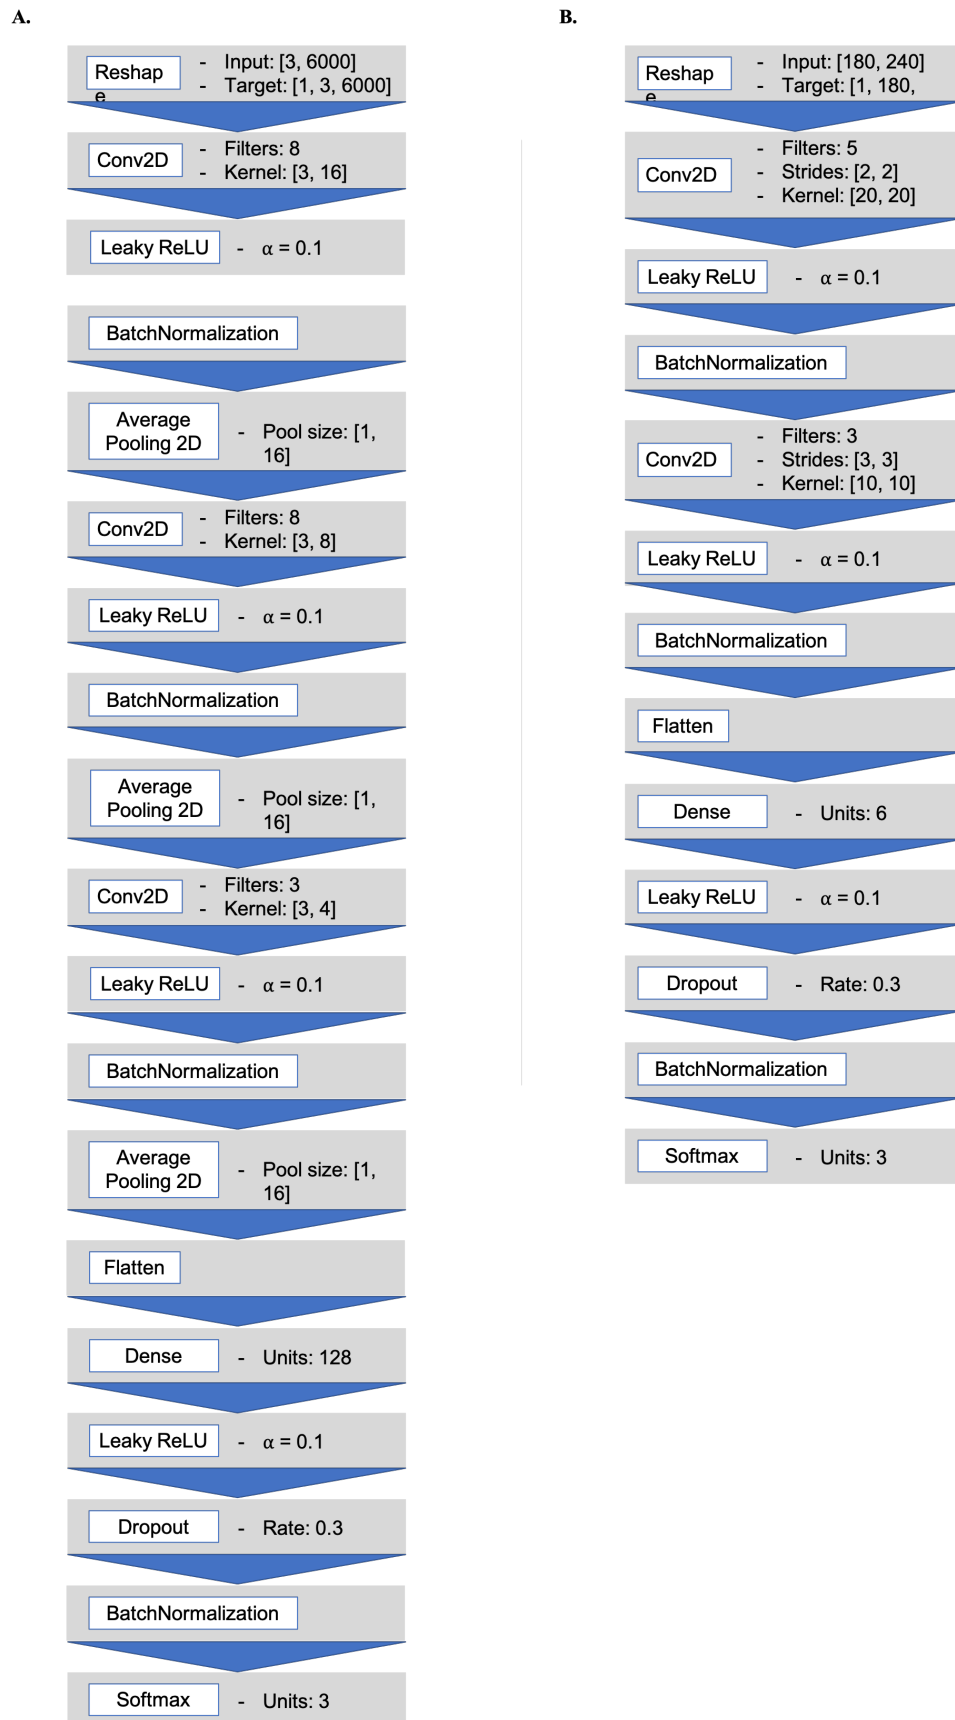 A.
Reshap
e
- Input: [3, 6000]
- Target: [1, 3, 6000]
Conv2D
- Filters: 8
- Kernel: [3, 16]
Leaky ReLU - α = 0.1
BatchNormalization
Average
Pooling 2D
- Pool size: [1,
16]
Conv2D
- Filters: 8
- Kernel: [3, 8]
Leaky ReLU - α = 0.1
BatchNormalization
Average
Pooling 2D
- Pool size: [1,
16]
Conv2D
- Filters: 3
- Kernel: [3, 4]
Leaky ReLU - α = 0.1
BatchNormalization
Average
Pooling 2D
- Pool size: [1,
16]
Flatten
Dense - Units: 128
Leaky ReLU - α = 0.1
Dropout - Rate: 0.3
BatchNormalization
Softmax - Units: 3
B.
Reshap
e
- Input: [180, 240]
- Target: [1, 180,
Conv2D
- Filters: 5
- Strides: [2, 2]
- Kernel: [20, 20]
Leaky ReLU - α = 0.1
BatchNormalization
Conv2D
- Filters: 3
- Strides: [3, 3]
- Kernel: [10, 10]
Leaky ReLU - α = 0.1
BatchNormalization
Flatten
Dense - Units: 6
Leaky ReLU - α = 0.1
Dropout - Rate: 0.3
BatchNormalization
Softmax - Units: 3